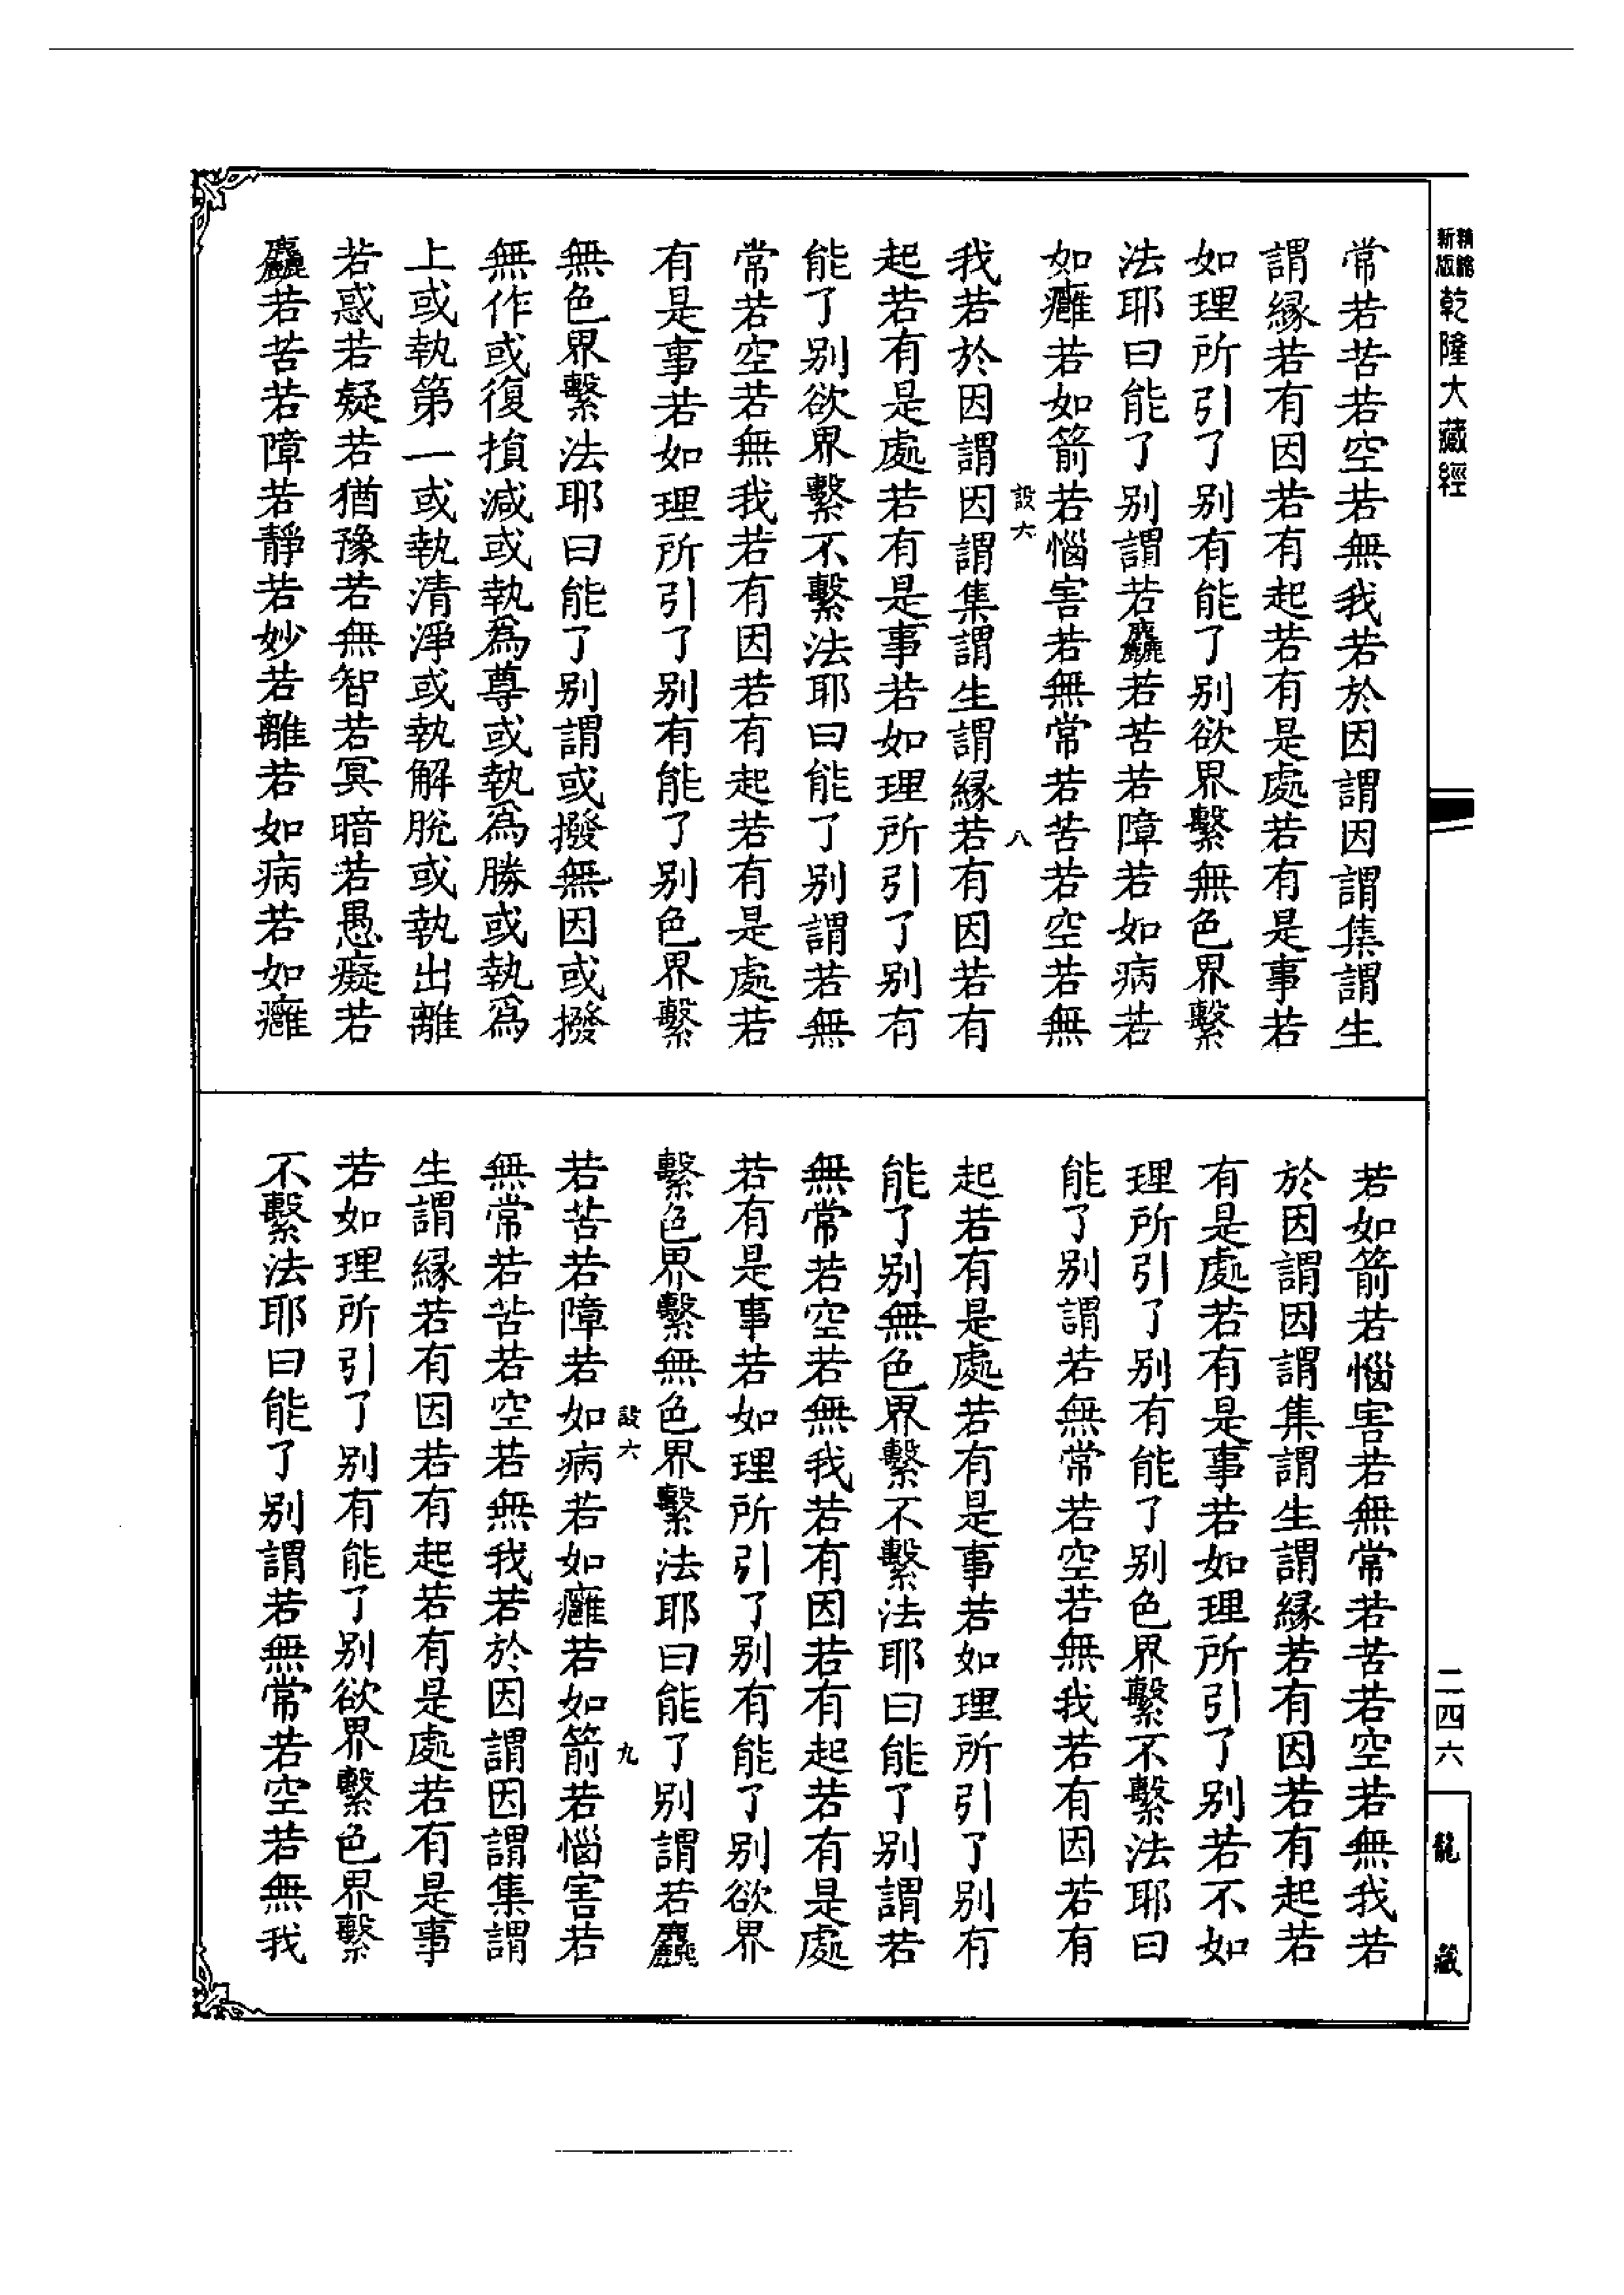 精縮新版乾隆大藏經
常若苦若空若無我若於因謂因謂集謂生
謂緣若有因若有起若有是處若有是事若
如理所引了别有能了别欲界繫無色界繫
法耶曰能了别謂若麤若苦若障若如病若
如癰若如箭若惱害若無常若苦若空若無
設六 八
我若於因謂因謂集謂生謂緣若有因若有
起若有是處若有是事若如理所引了别有
能了别欲界繫不繫法耶曰能了别謂若無
常若空若無我若有因若有起若有是處若
有是事若如理所引了别有能了别色界繫
無色界繫法耶曰能了别謂或撥無因或撥
無作或復損減或執爲尊或執爲勝或執爲
上或執第一或執清淨或執解脫或執出離
若惑若疑若猶豫若無智若冥暗若愚癡若
麤若苦若障若靜若妙若離若如病若如癰
若如箭若惱害若無常若苦若空若無我若
於因謂因謂集謂生謂緣若有因若有起若
有是處若有是事若如理所引了别若不如
理所引了别有能了别色界繫不繫法耶曰
能了别謂若無常若空若無我若有因若有
起若有是處若有是事若如理所引了别有
能了别無色界繫不繫法耶曰能了别謂若
無常若空若無我若有因若有起若有是處
若有是事若如理所引了别有能了别欲界
繫色界繫無色界繫法耶曰能了别謂若麤
設六 九
若苦若障若如病若如癰若如箭若惱害若
無常若苦若空若無我若於因謂因謂集謂
生謂緣若有因若有起若有是處若有是事
若如理所引了别有能了别欲界繫色界繫
不繫法耶曰能了别謂若無常若空若無我
二四六
龍藏